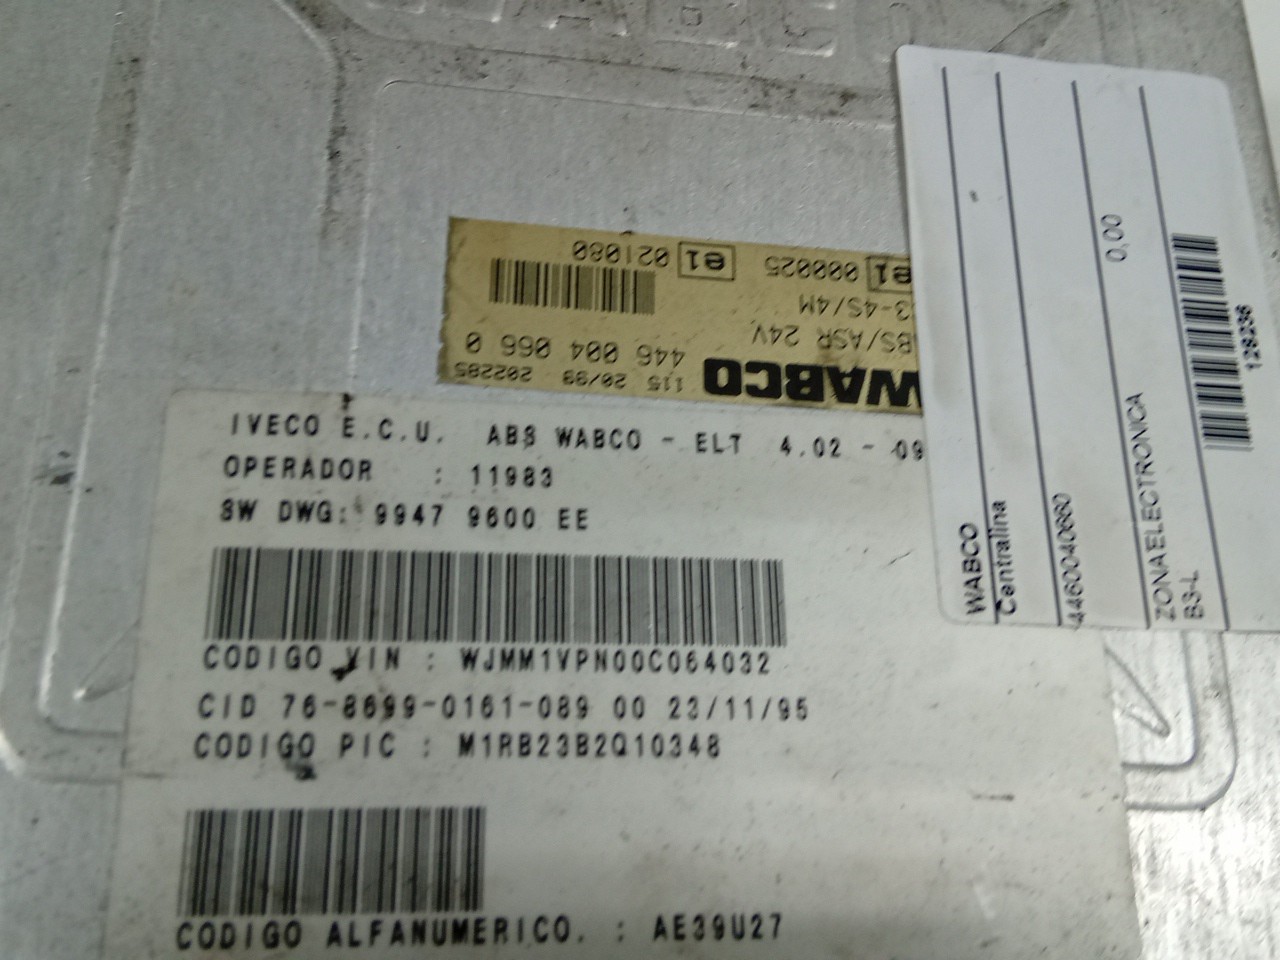 e1 021080
e1 000025
3-4S/4M
ABS/ASR 24V
446 004 066 0
WABCO
115 20/99 202285
IVECO E.C.U. ABS WABCO - ELT 4.02 - 09
OPERADOR : 11983
SW DWG: 9947 9600 EE
CODIGO VIN : WJMM1VPN00C064032
CID 76-8699-0161-089 00 23/11/95
CODIGO PIC : M1RB23B2Q10348
CODIGO ALFANUMERICO. : AE39U27
WABCO
Centralina
4460040660
0,00
ZONA ELECTRONICA
B3-L
128236